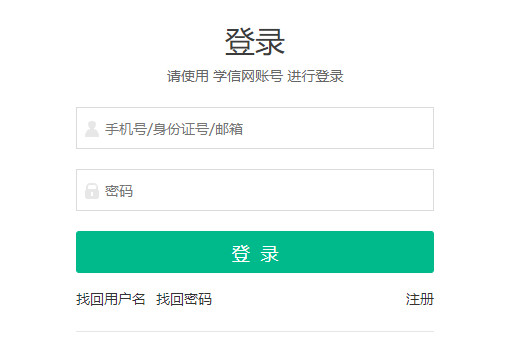 登录
请使用 学信网账号 进行登录
手机号/身份证号/邮箱
密码
登 录
找回用户名 找回密码 注册